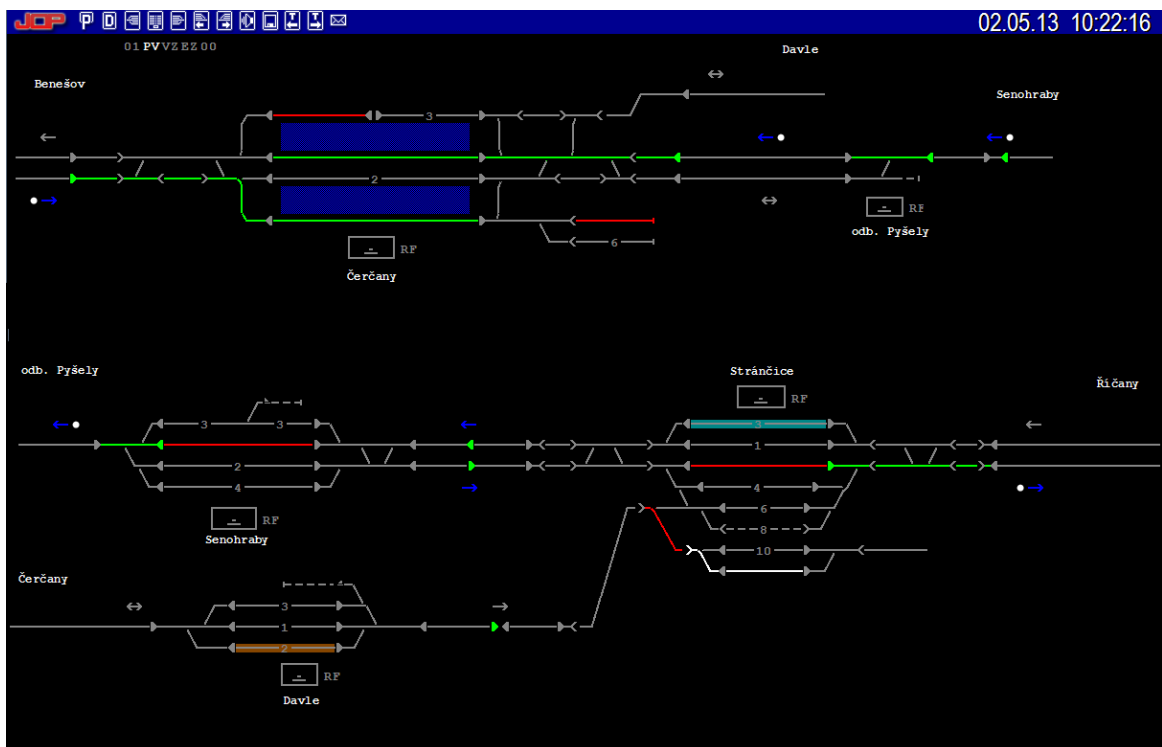 JOP P D 02.05.13 10:22:16
01 PV VZ EZ 00
Davle
Benešov
Senohraby
3
2
RF
odb. Pyšely
6
RF
Čerčany
odb. Pyšely
Stránčice
Říčany
RF
3 3
3
1
2
4
4
6
RF
Senohraby
8
10
Čerčany
3
1
2
RF
Davle